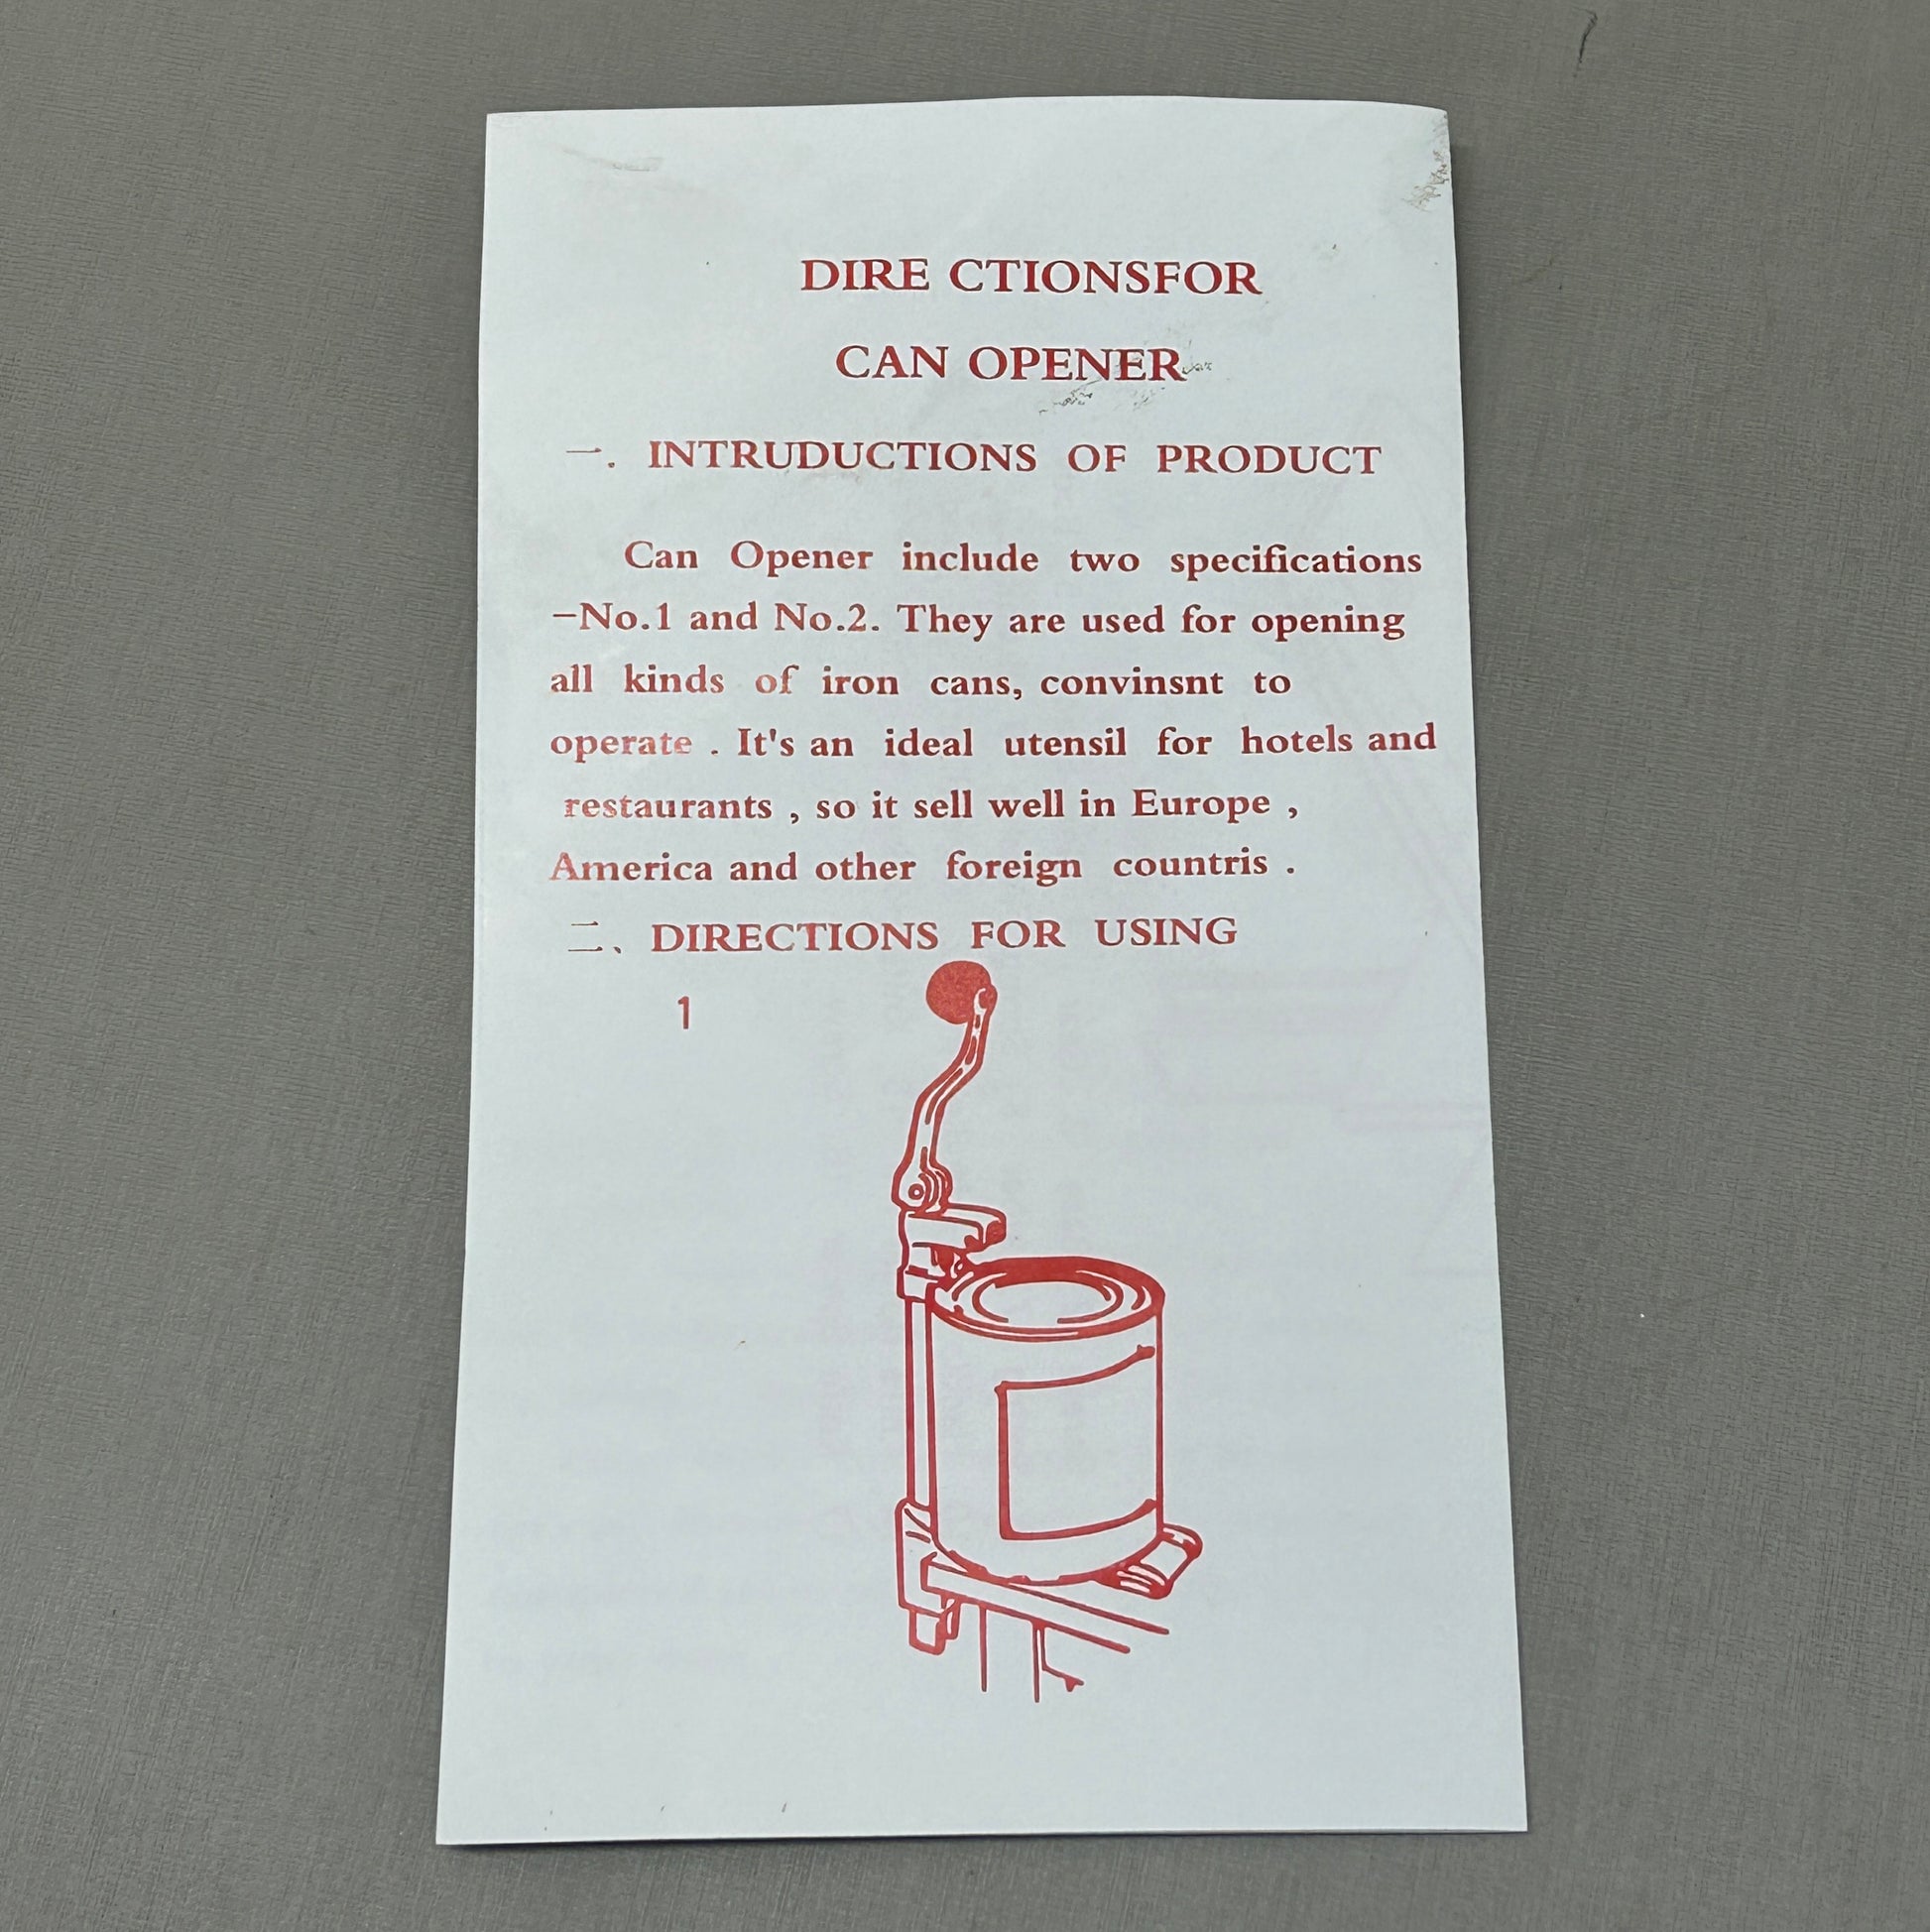 DIRE CTIONSFOR
CAN OPENER
一. INTRUDUCTIONS OF PRODUCT
Can Opener include two specifications
－No.1 and No.2. They are used for opening
all kinds of iron cans, convinsnt to
operate . It's an ideal utensil for hotels and
restaurants , so it sell well in Europe ,
America and other foreign countris .
二、DIRECTIONS FOR USING
1